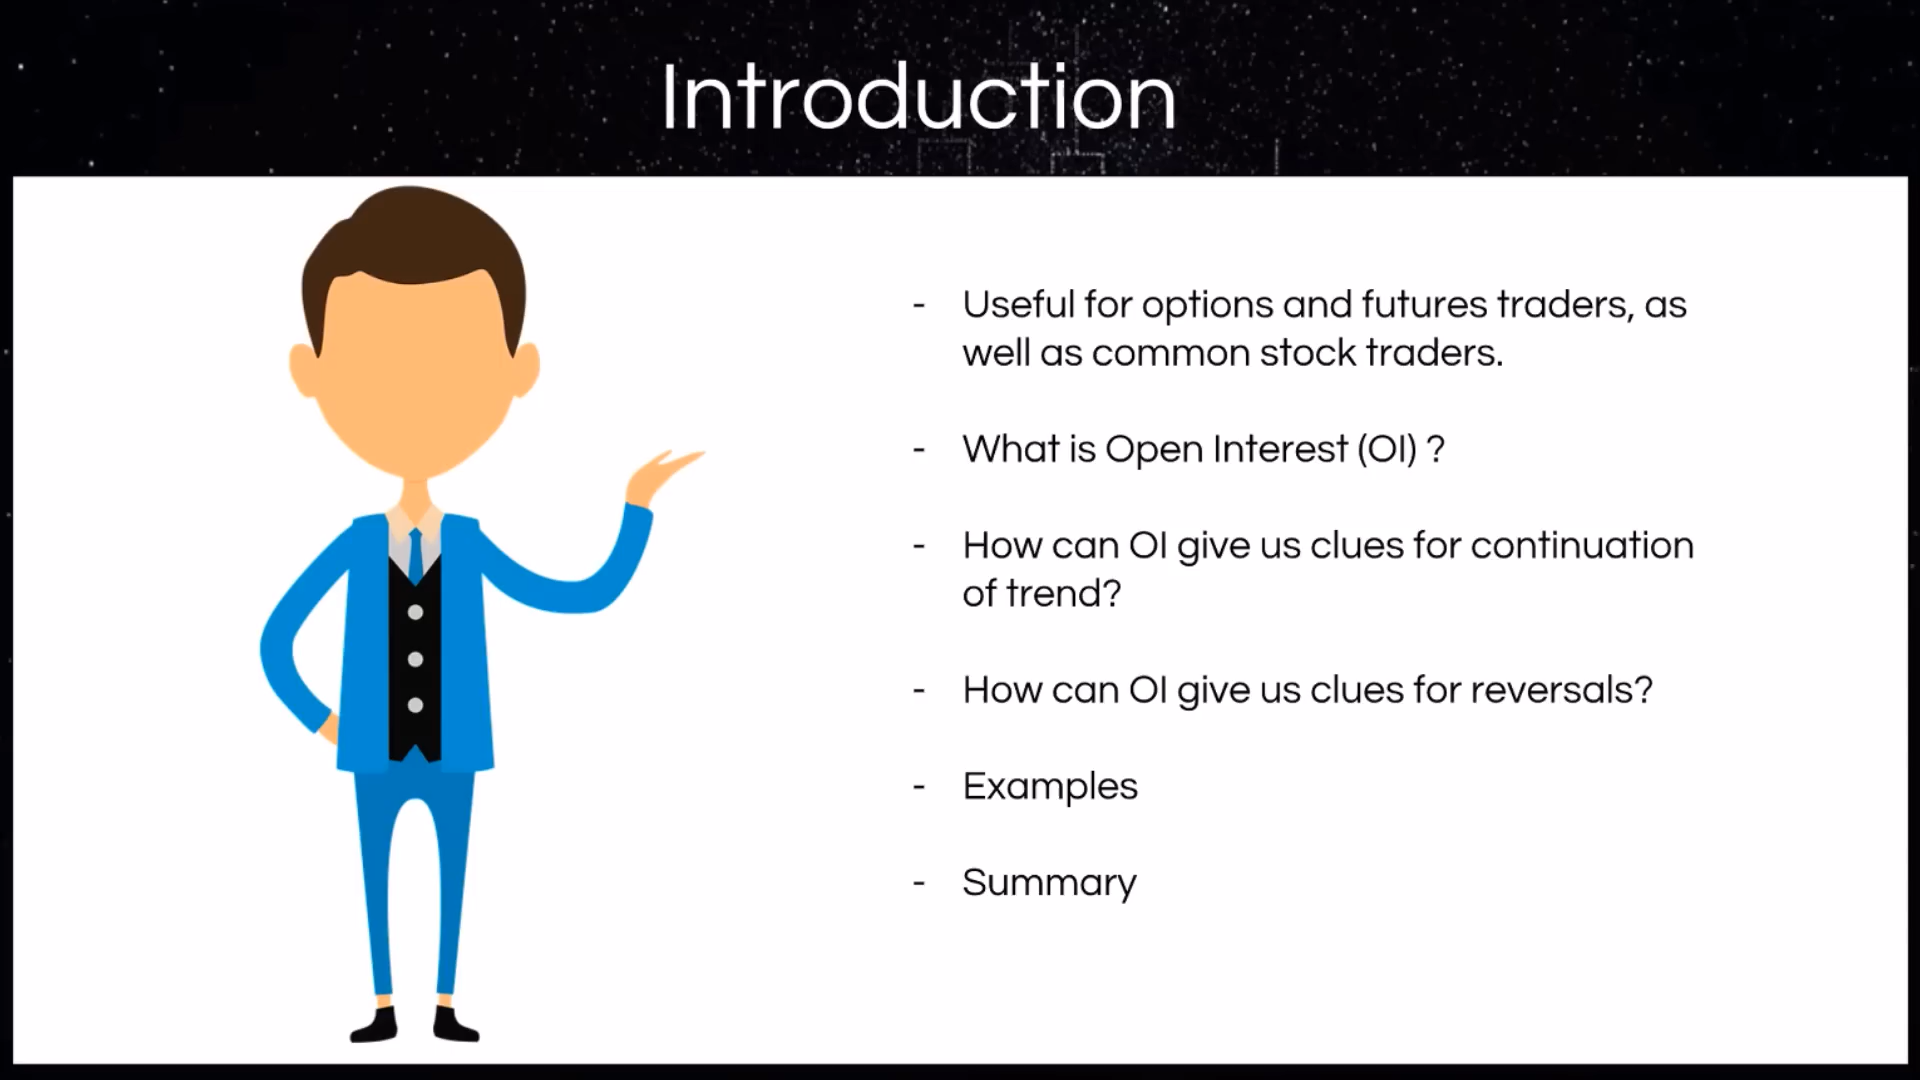 Introduction
- Useful for options and futures traders, as
well as common stock traders.
- What is Open Interest (OI) ?
- How can OI give us clues for continuation
of trend?
- How can OI give us clues for reversals?
- Examples
- Summary